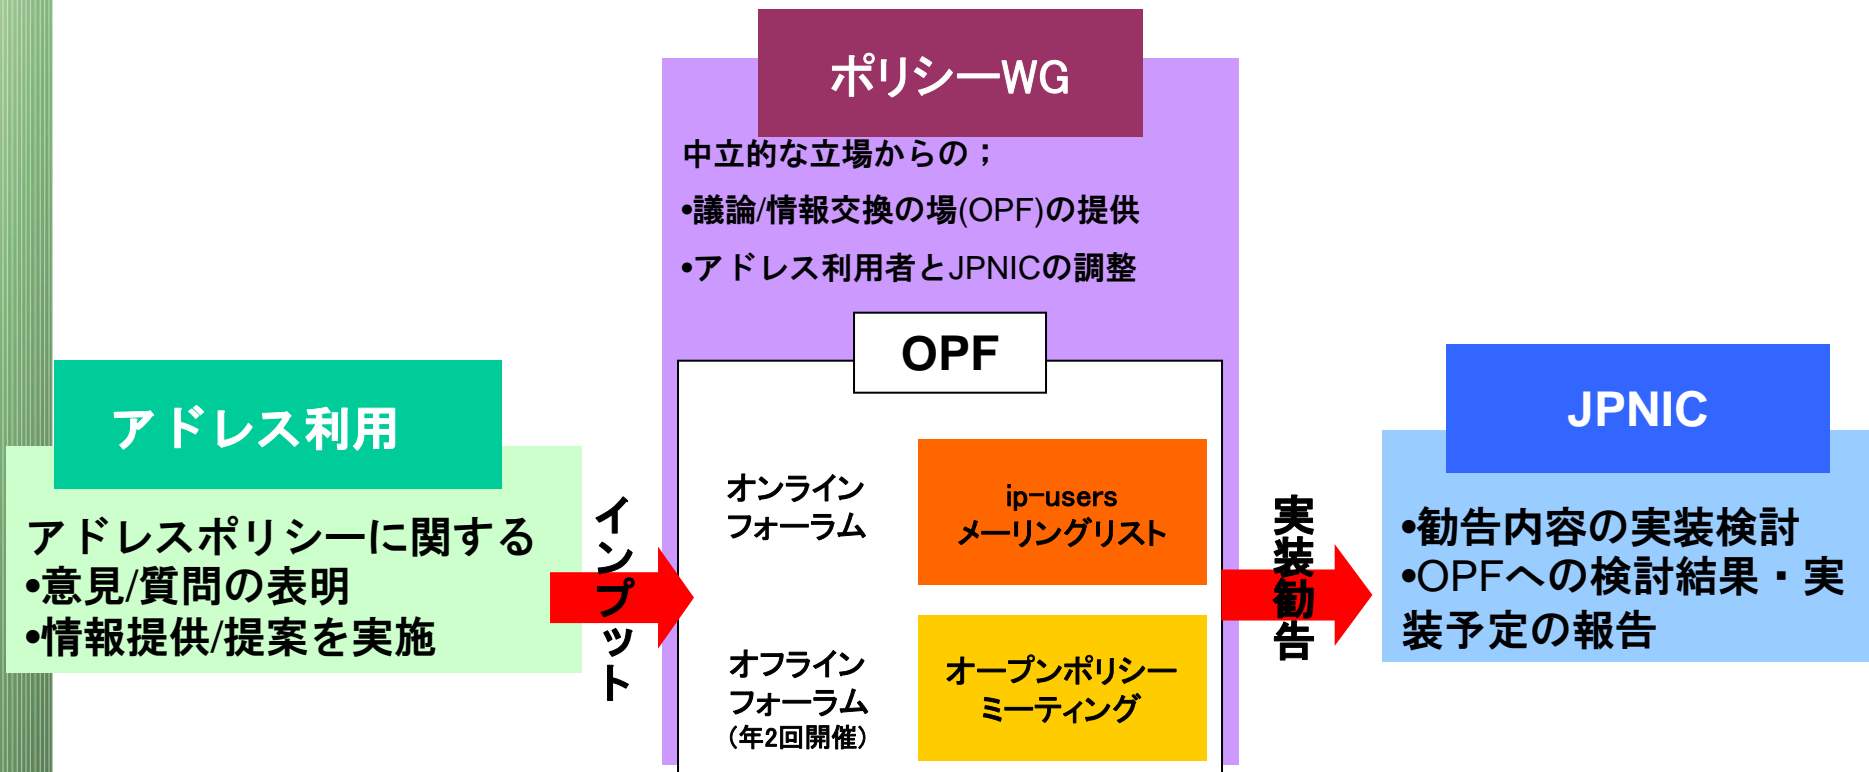 ポリシーWG
中立的な立場からの；
•議論/情報交換の場(OPF)の提供
•アドレス利用者とJPNICの調整
OPF
アドレス利用
アドレスポリシーに関する
•意見/質問の表明
•情報提供/提案を実施
インプット
オンライン
フォーラム
ip-users
メーリングリスト
オフライン
フォーラム
(年2回開催)
オープンポリシー
ミーティング
実装勧告
JPNIC
•勧告内容の実装検討
•OPFへの検討結果・実
装予定の報告